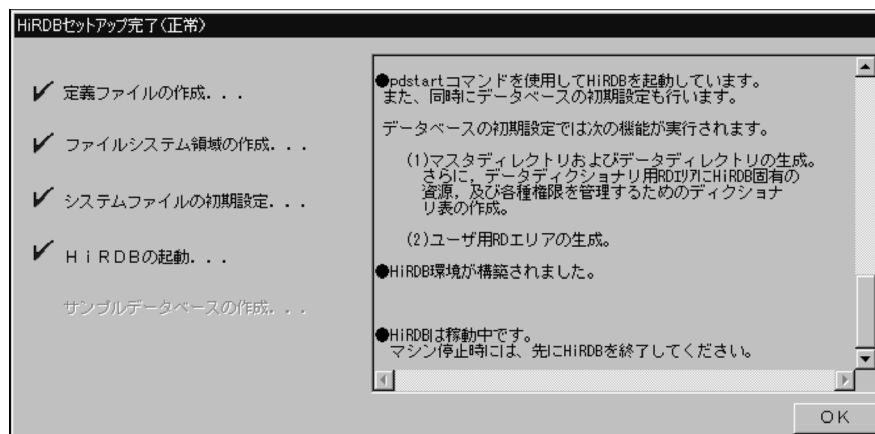 HiRDBセットアップ完了(正常)
定義ファイルの作成...
ファイルシステム領域の作成...
システムファイルの初期設定...
HiRDBの起動...
サンプルデータベースの作成...
●pdstartコマンドを使用してHiRDBを起動しています。
また、同時にデータベースの初期設定も行います。
データベースの初期設定では次の機能が実行されます。
(1)マスタディレクトリおよびデータディレクトリの生成。
さらに,データディクショナリ用RDエリアにHiRDB固有の
資源,及び各種権限を管理するためのディクショナ
リ表の作成。
(2)ユーザ用RDエリアの生成。
●HiRDB環境が構築されました。
●HiRDBは稼動中です。
マシン停止時には、先にHiRDBを終了してください。
OK